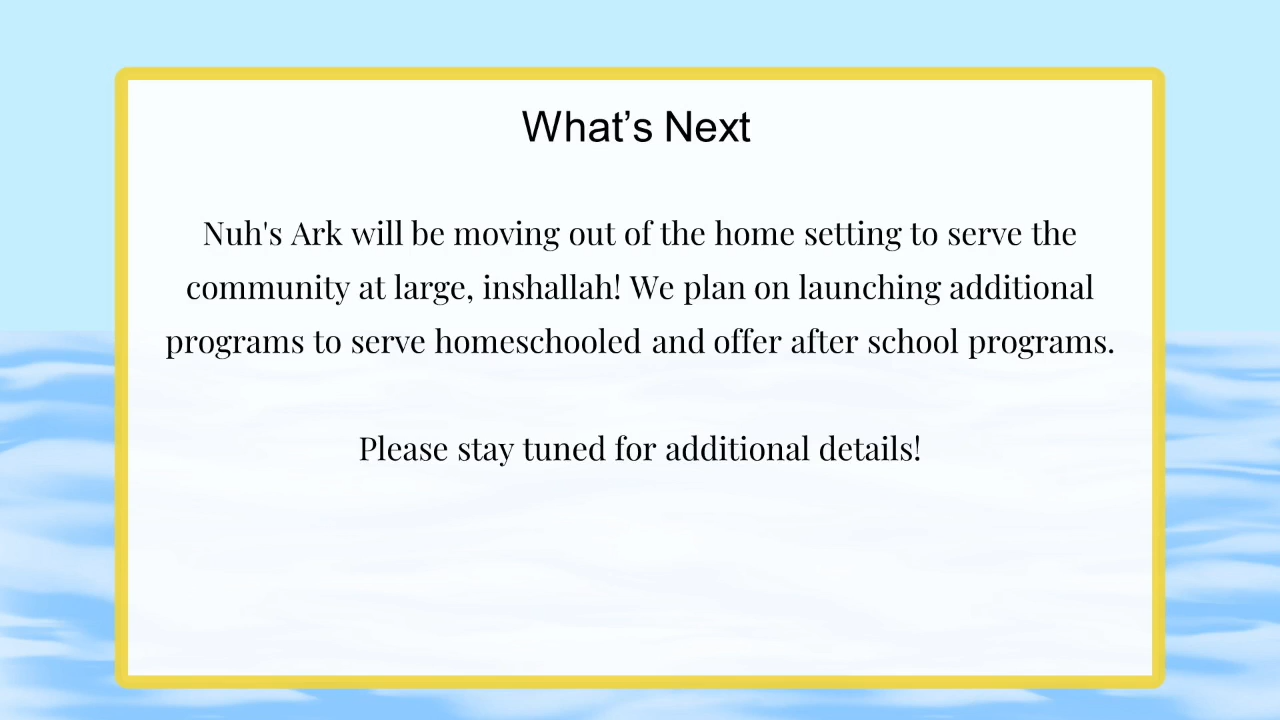 What’s Next
Nuh's Ark will be moving out of the home setting to serve the
community at large, inshallah! We plan on launching additional
programs to serve homeschooled and offer after school programs.
Please stay tuned for additional details!